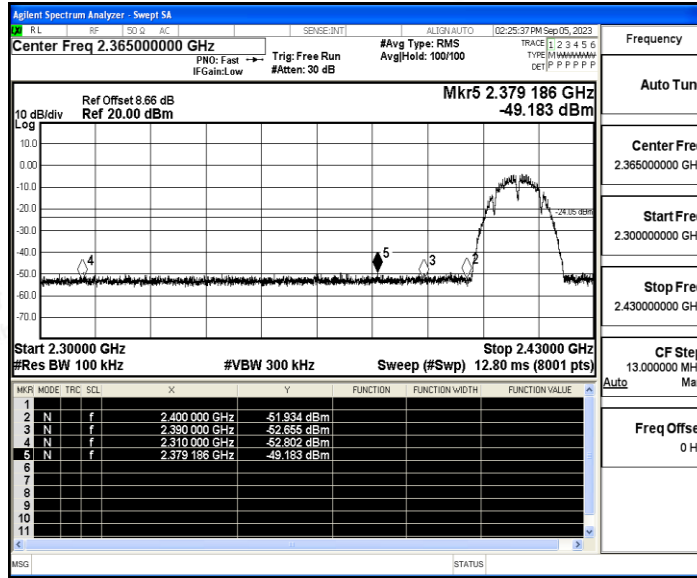 Agilent Spectrum Analyzer - Swept SA
RL RF 50 Ω AC SENSE:INT ALIGN AUTO 02:25:37 PM Sep 05, 2023
Center Freq 2.365000000 GHz
PNO: Fast
IFGain:Low
Trig: Free Run
#Atten: 30 dB
#Avg Type: RMS
Avg|Hold: 100/100
TRACE 1 2 3 4 5 6
TYPE M WWWWW
DET P P P P P P
Frequency
Auto Tun
Center Fre
2.365000000 GH
Start Fre
2.300000000 GH
Stop Fre
2.430000000 GH
CF Ste
13.000000 MH
Auto Ma
Freq Offse
0 H
Mkr5 2.379 186 GHz
-49.183 dBm
Ref Offset 8.66 dB
10 dB/div Ref 20.00 dBm
Log
10.0
0.00
-10.0
-20.0
-30.0
-40.0
-50.0
-60.0
-70.0
-24.05 dBm
4
5
3
2
Start 2.30000 GHz Stop 2.43000 GHz
#Res BW 100 kHz #VBW 300 kHz Sweep (#Swp) 12.80 ms (8001 pts)
MKR MODE TRC SCL X Y FUNCTION FUNCTION WIDTH FUNCTION VALUE
1
2 N f 2.400 000 GHz -51.934 dBm
3 N f 2.390 000 GHz -52.655 dBm
4 N f 2.310 000 GHz -52.802 dBm
5 N f 2.379 186 GHz -49.183 dBm
6
7
8
9
10
11
MSG STATUS